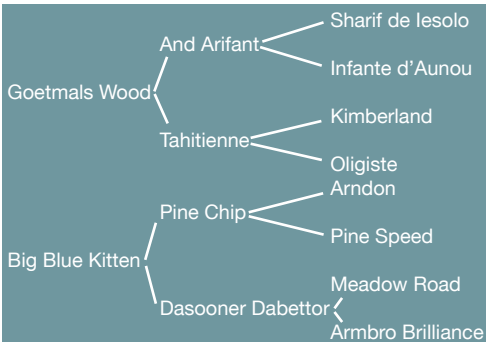 Sharif de Iesolo
And Arifant
Infante d'Aunou
Goetmals Wood
Kimberland
Tahitienne
Oligiste
Arndon
Pine Chip
Pine Speed
Big Blue Kitten
Meadow Road
Dasooner Dabettor
Armbro Brilliance